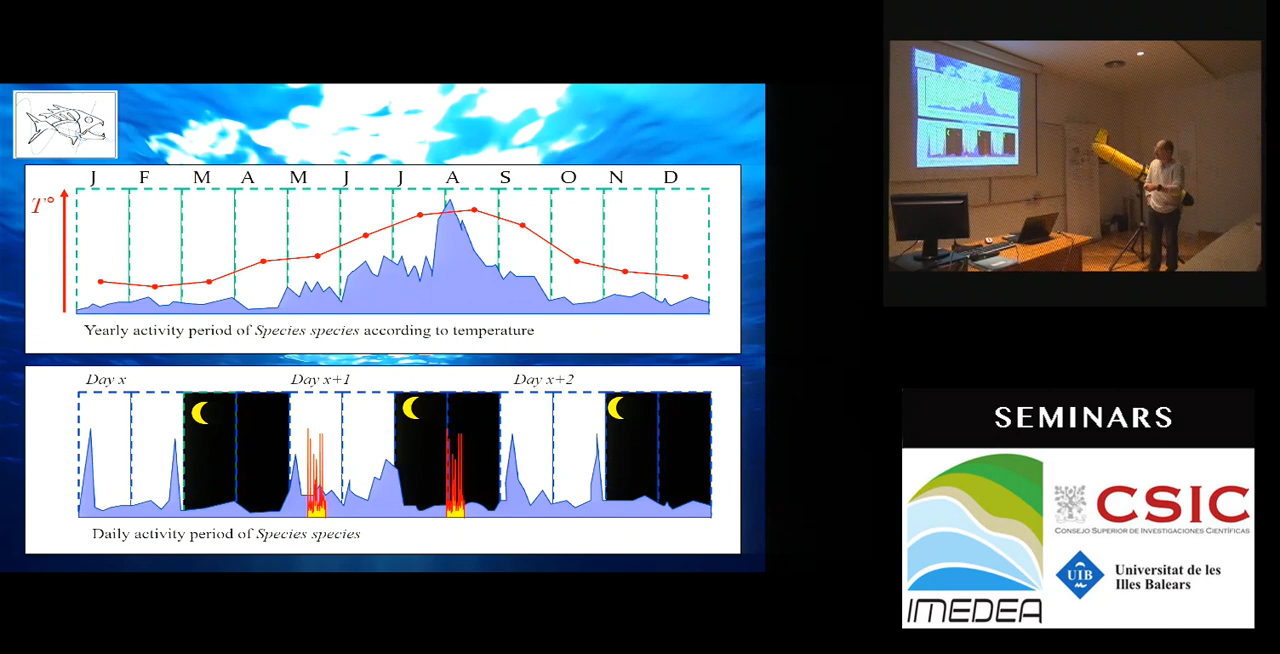 J F M A M J J A S O N D
T°
Yearly activity period of Species species according to temperature
Day x Day x+1 Day x+2
Daily activity period of Species species
SEMINARS
CSIC
CONSEJO SUPERIOR DE INVESTIGACIONES CIENTÍFICAS
UIB
Universitat de les
Illes Balears
IMEDEA